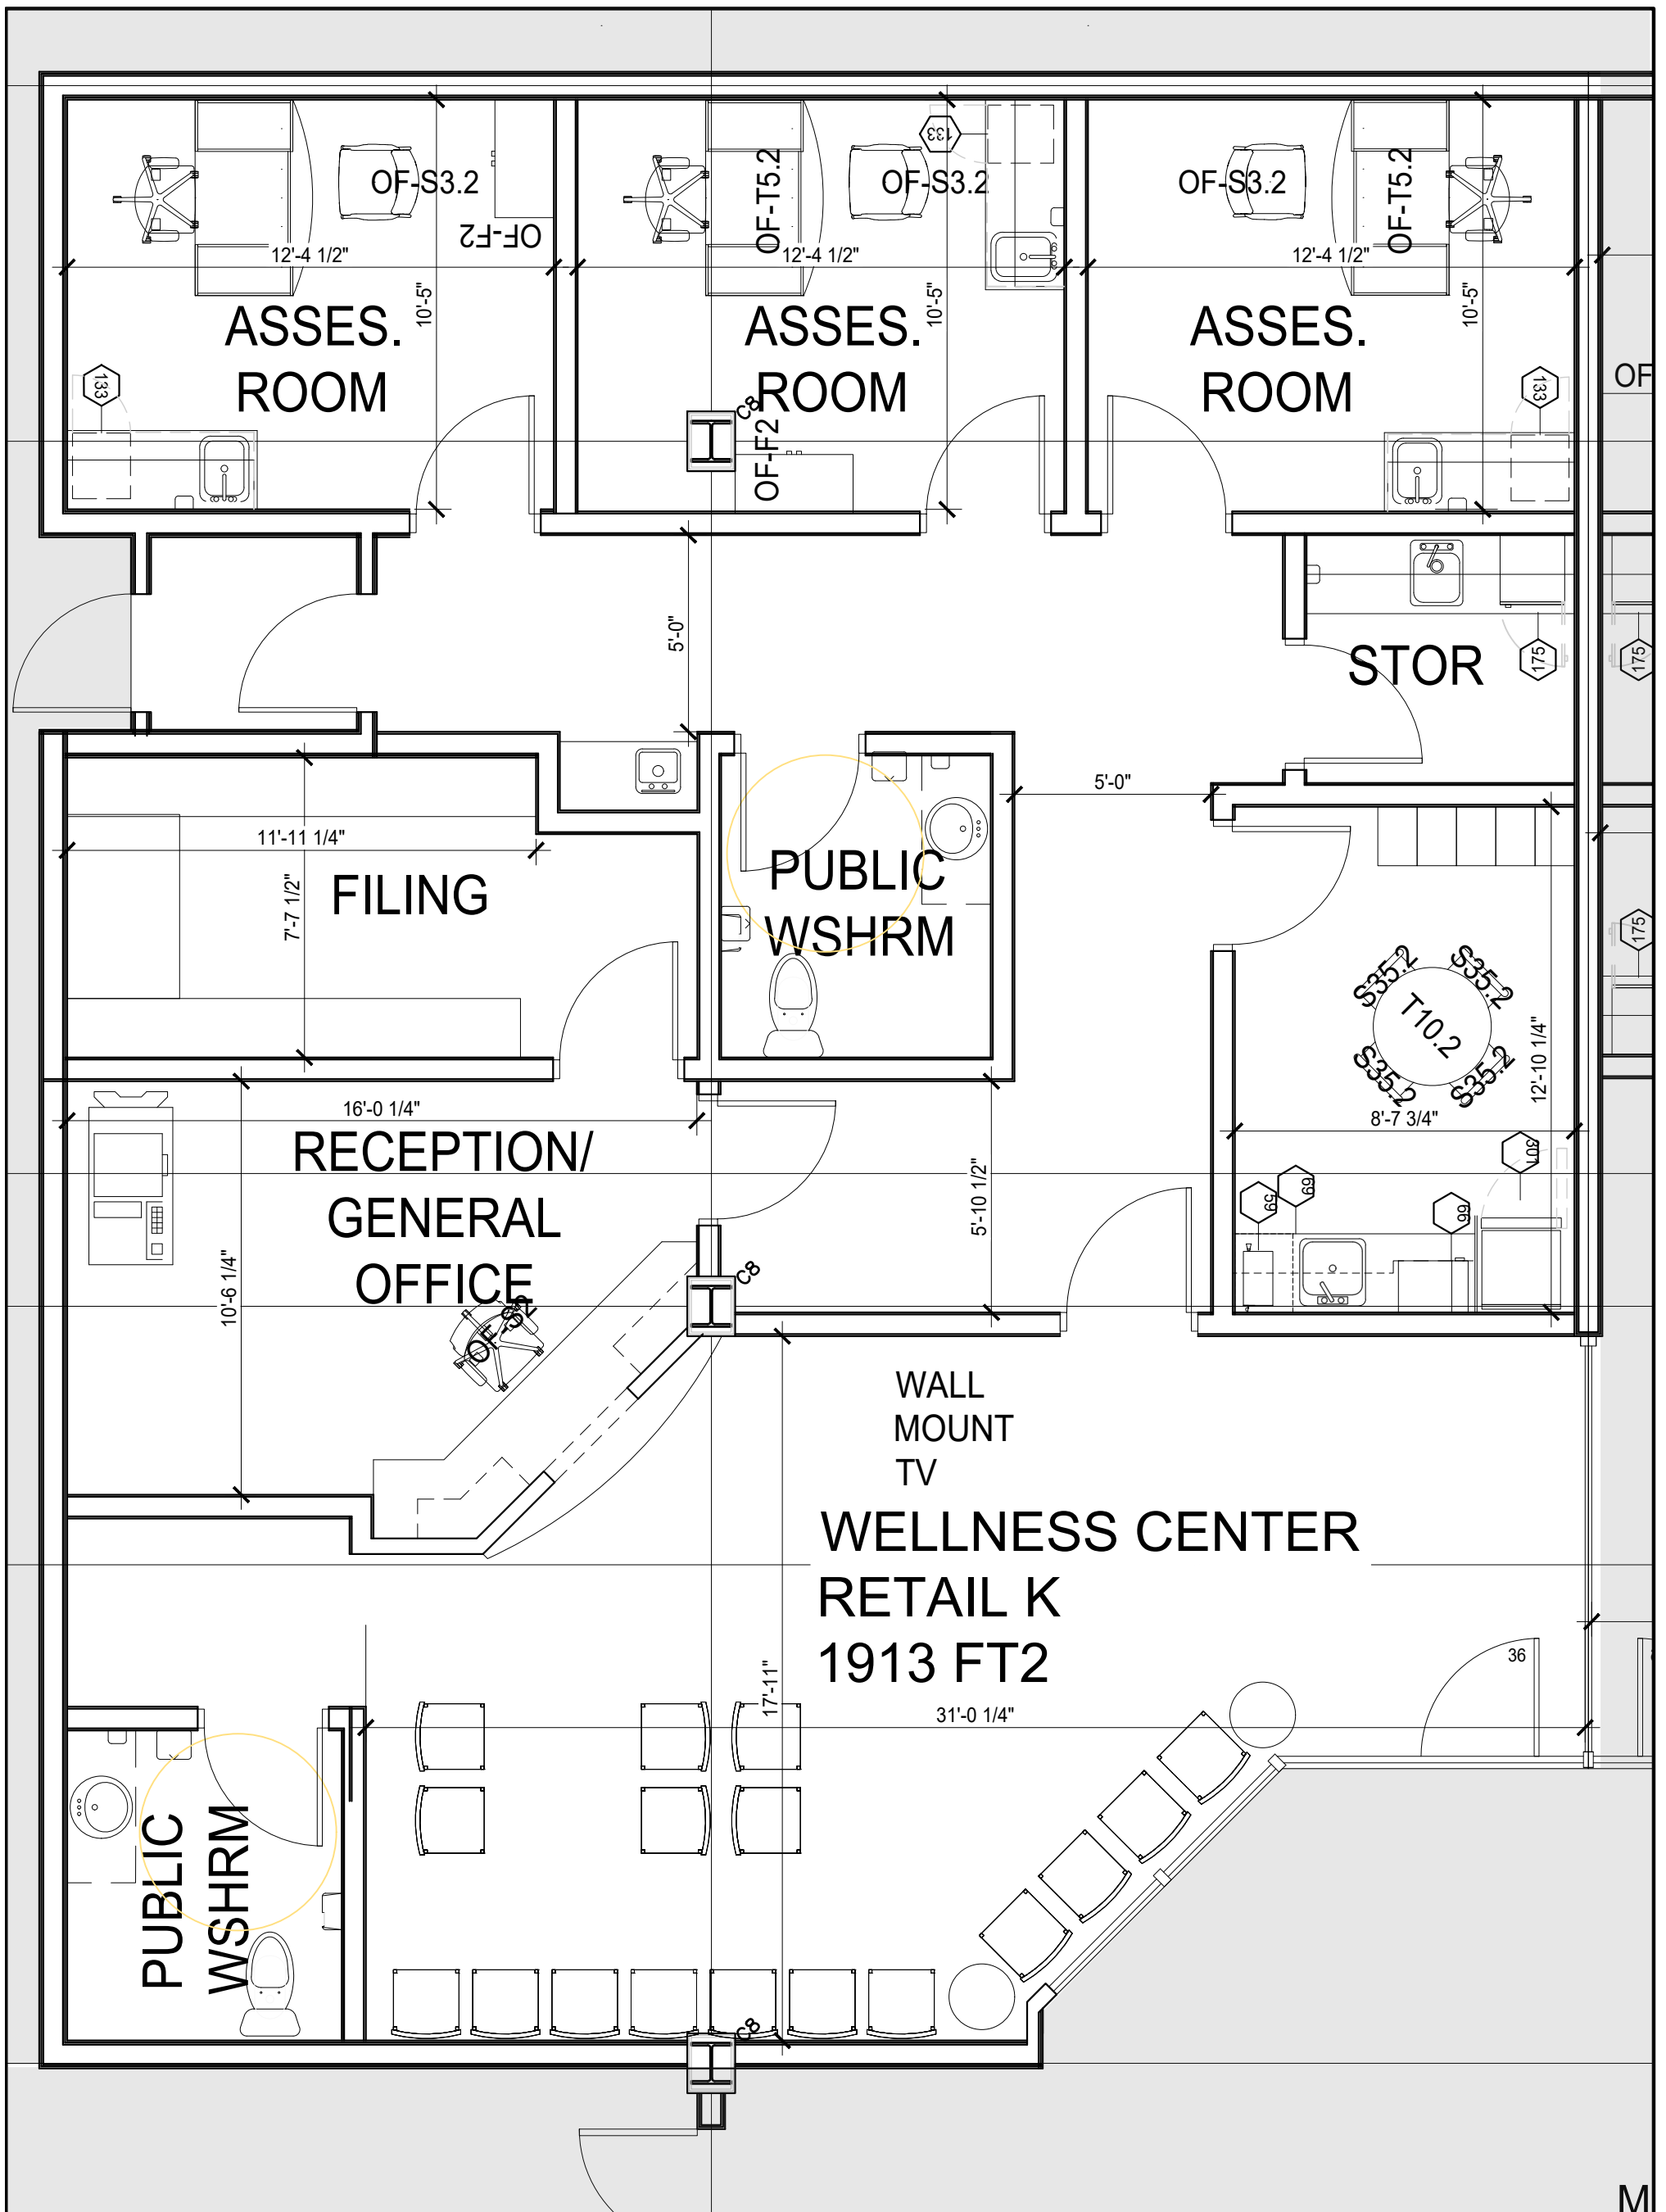 133
OF-S3.2
OF-S3.2
OF-S3.2
OF-T5.2
OF-T5.2
OF-F2
12'-4 1/2"
12'-4 1/2"
12'-4 1/2"
10'-5"
10'-5"
10'-5"
ASSES.
ROOM
ASSES.
ROOM
ASSES.
ROOM
133
133
OF
C8
OF-F2
5'-0"
STOR
175
175
5'-0"
11'-11 1/4"
7'-7 1/2"
FILING
PUBLIC
WSHRM
175
S35.2
S35.2
T10.2
S35.2
S35.2
12'-10 1/4"
8'-7 3/4"
16'-0 1/4"
RECEPTION/
GENERAL
OFFICE
10'-6 1/4"
5'-10 1/2"
301
69
59
66
C8
OF-S2
WALL
MOUNT
TV
WELLNESS CENTER
RETAIL K
1913 FT2
36
17'-11"
31'-0 1/4"
PUBLIC
WSHRM
C8
M